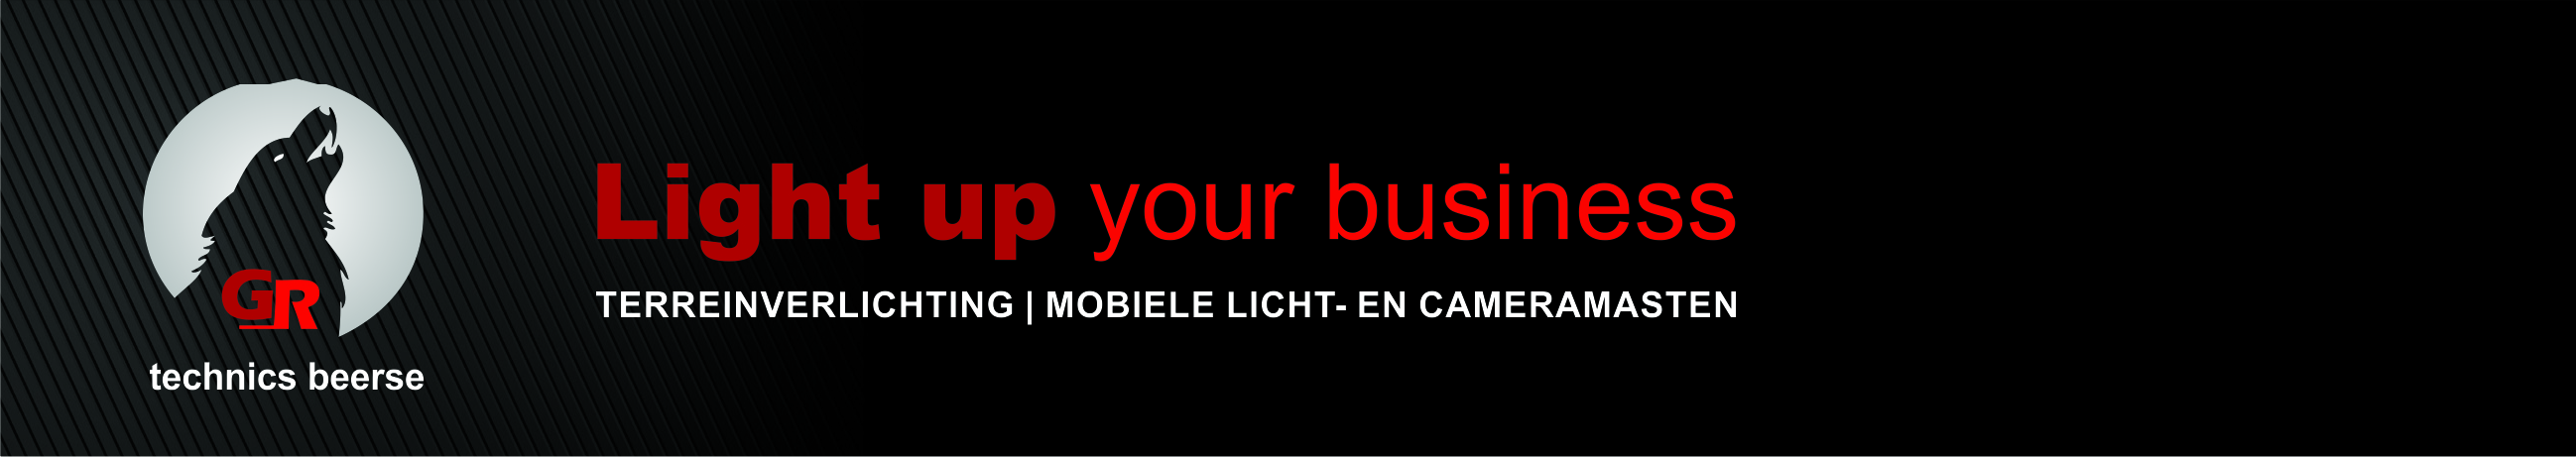 GR
technics beerse
Light up your business
TERREINVERLICHTING | MOBIELE LICHT- EN CAMERAMASTEN